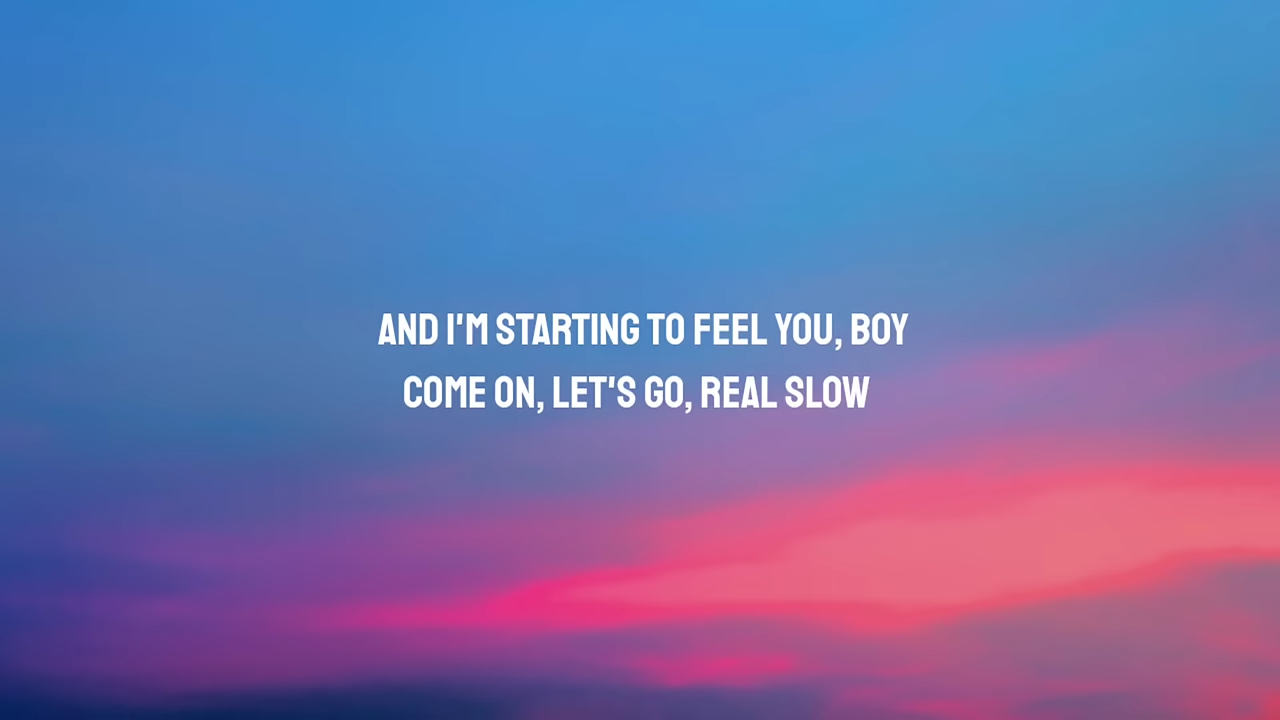 AND I'M STARTING TO FEEL YOU, BOY
COME ON, LET'S GO, REAL SLOW